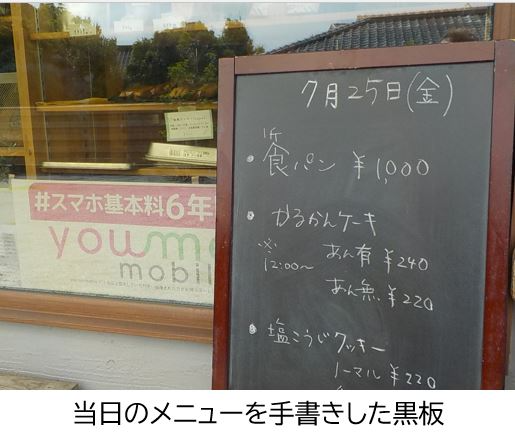 7月25日(金)
1斤
・食パン ¥1,000
・かるかんケーキ
※ あん有 ¥240
12:00〜
あん無 ¥220
・塩こうじクッキー
ノーマル ¥220
#スマホ基本料6年
youmo
mobil
当日のメニューを手書きした黒板